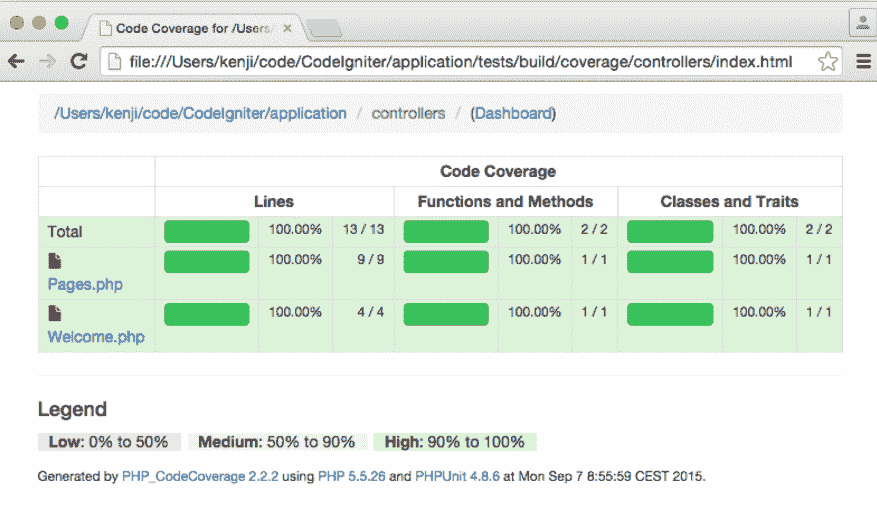 Code Coverage for /Users/
file:///Users/kenji/code/CodeIgniter/application/tests/build/coverage/controllers/index.html
/Users/kenji/code/CodeIgniter/application / controllers / (Dashboard)
Code Coverage
Lines Functions and Methods Classes and Traits
Total 100.00% 13 / 13 100.00% 2 / 2 100.00% 2 / 2
Pages.php 100.00% 9 / 9 100.00% 1 / 1 100.00% 1 / 1
Welcome.php 100.00% 4 / 4 100.00% 1 / 1 100.00% 1 / 1
Legend
Low: 0% to 50% Medium: 50% to 90% High: 90% to 100%
Generated by PHP_CodeCoverage 2.2.2 using PHP 5.5.26 and PHPUnit 4.8.6 at Mon Sep 7 8:55:59 CEST 2015.